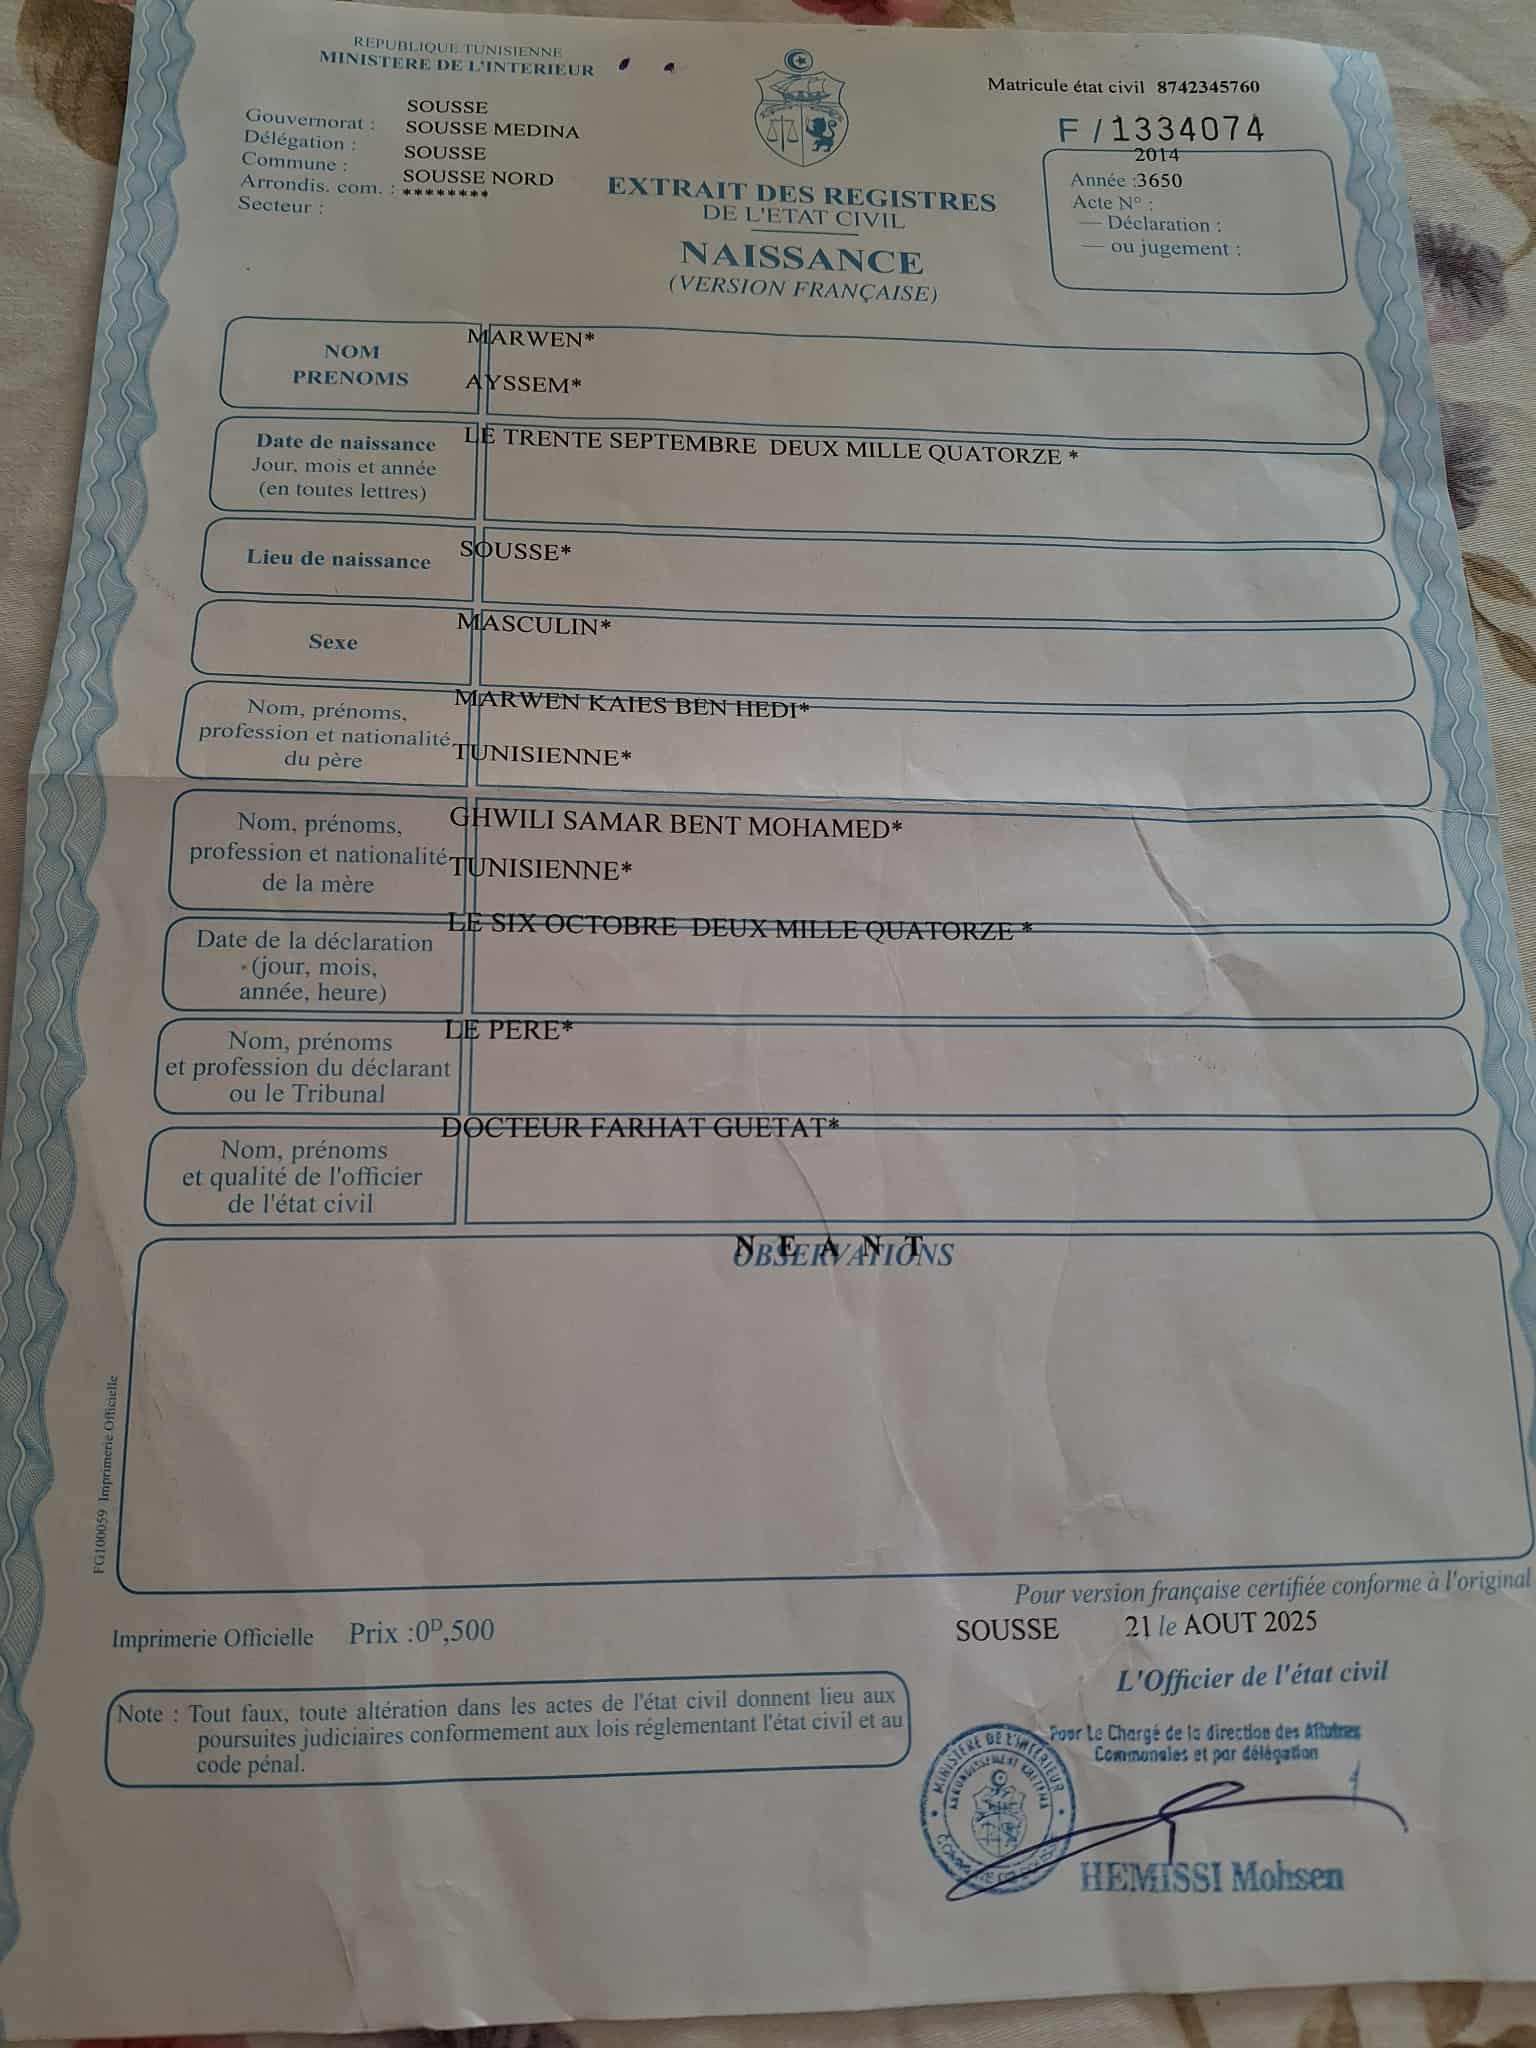 REPUBLIQUE TUNISIENNE
MINISTERE DE L'INTERIEUR
Gouvernorat : SOUSSE
Délégation : SOUSSE MEDINA
Commune : SOUSSE
Arrondis. com. : SOUSSE NORD
Secteur : ********
Matricule état civil 8742345760
F / 1334074
2014
Année :3650
Acte N° :
— Déclaration :
— ou jugement :
EXTRAIT DES REGISTRES
DE L'ETAT CIVIL
NAISSANCE
(VERSION FRANÇAISE)
NOM MARWEN*
PRENOMS AYSSEM*
Date de naissance LE TRENTE SEPTEMBRE DEUX MILLE QUATORZE *
Jour, mois et année
(en toutes lettres)
Lieu de naissance SOUSSE*
Sexe MASCULIN*
Nom, prénoms, MARWEN KAIES BEN HEDI*
profession et nationalité TUNISIENNE*
du père
Nom, prénoms, GHWILI SAMAR BENT MOHAMED*
profession et nationalité TUNISIENNE*
de la mère
Date de la déclaration LE SIX OCTOBRE DEUX MILLE QUATORZE *
(jour, mois,
année, heure)
Nom, prénoms LE PERE*
et profession du déclarant
ou le Tribunal
Nom, prénoms DOCTEUR FARHAT GUETAT*
et qualité de l'officier
de l'état civil
N E A N T
OBSERVATIONS
FG100059 Imprimerie Officielle
Pour version française certifiée conforme à l'original
Imprimerie Officielle Prix :0ᴰ,500
SOUSSE 21 le AOUT 2025
L'Officier de l'état civil
Note : Tout faux, toute altération dans les actes de l'état civil donnent lieu aux
poursuites judiciaires conformement aux lois réglementant l'état civil et au
code pénal.
Pour Le Chargé de la direction des Affaires
Communales et par délégation
MINISTERE DE L'INTERIEUR
HEMISSI Mohsen